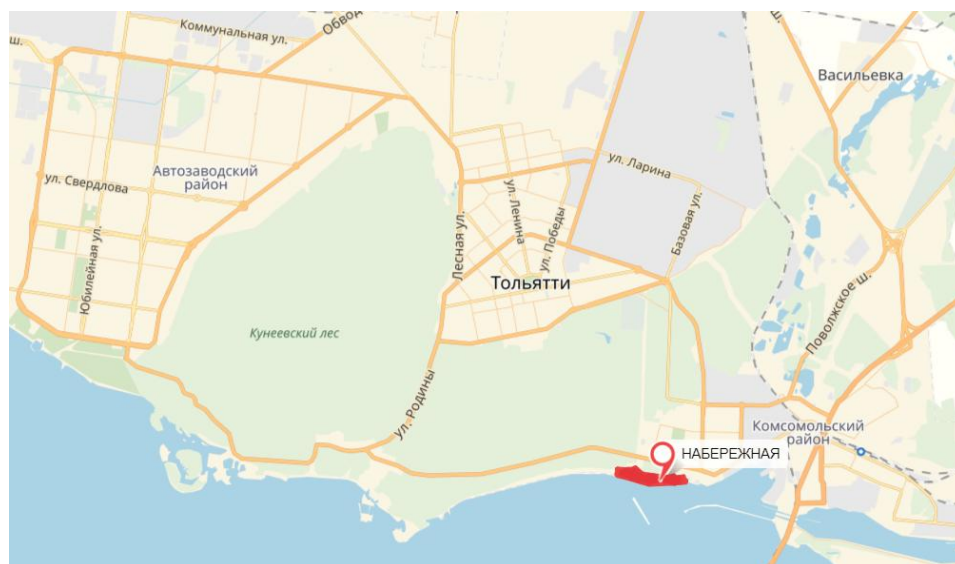 Коммунальная ул.
Обвод
ш.
Васильевка
ул. Ларина
Автозаводский
район
ул. Свердлова
ул. Ленина
ул. Победы
Базовая ул.
Лесная ул.
Юбилейная ул.
Тольятти
Кунеевский лес
Поволжское ш.
ул. Родины
Комсомольский
район
НАБЕРЕЖНАЯ